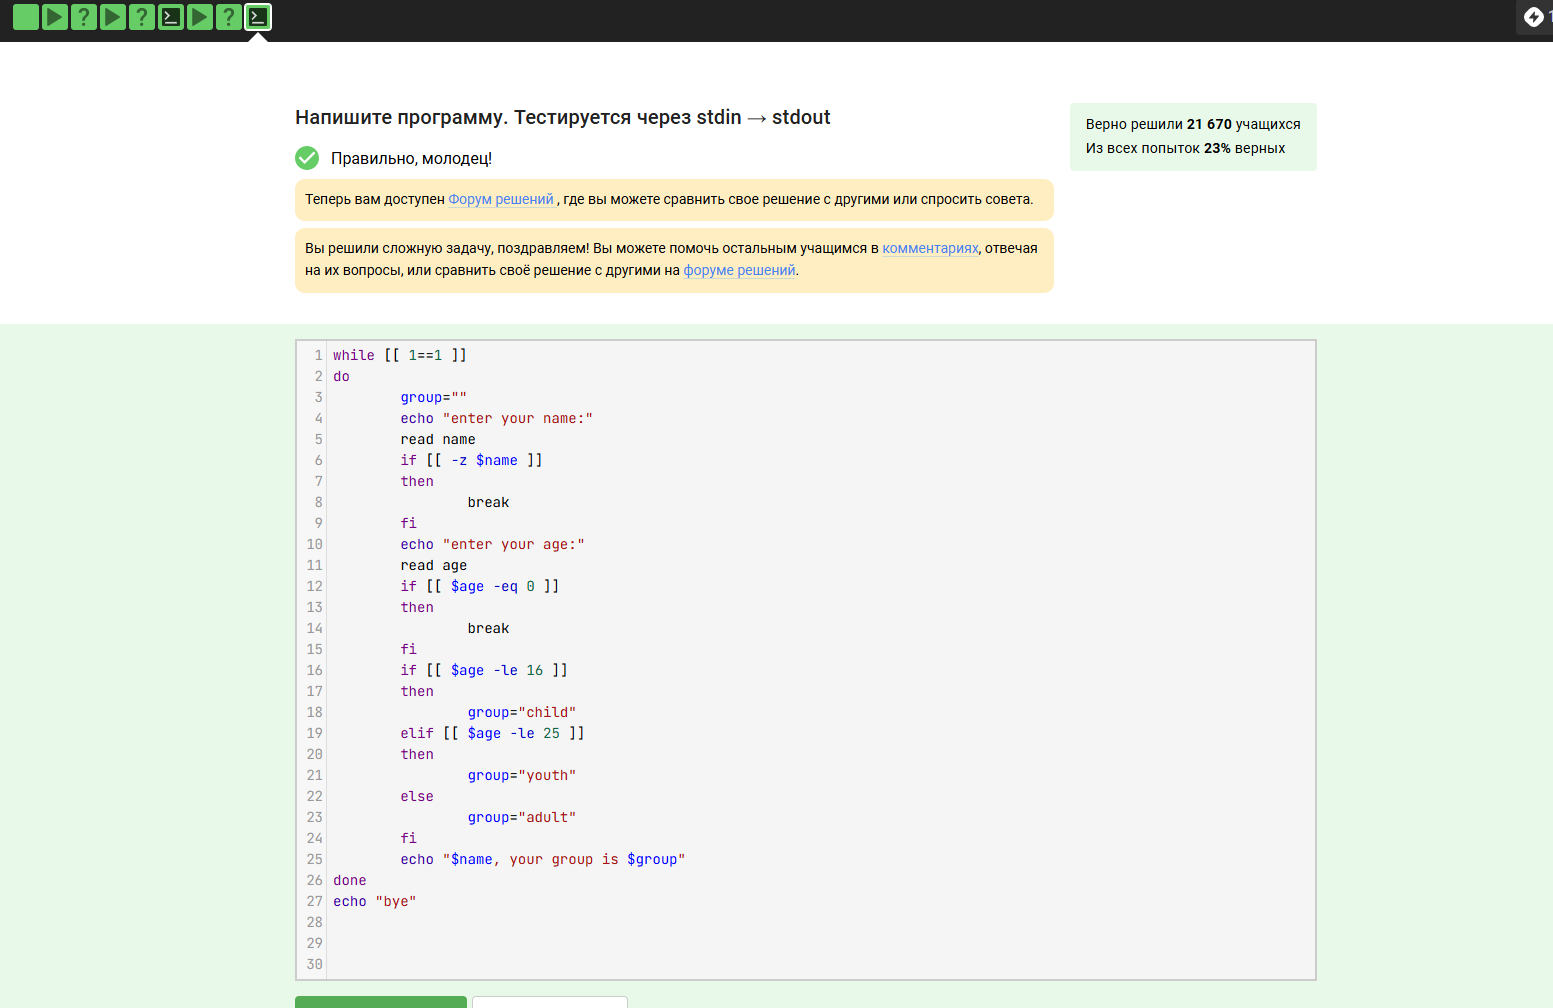 Напишите программу. Тестируется через stdin → stdout
Правильно, молодец!
Теперь вам доступен Форум решений , где вы можете сравнить свое решение с другими или спросить совета.
Вы решили сложную задачу, поздравляем! Вы можете помочь остальным учащимся в комментариях, отвечая
на их вопросы, или сравнить своё решение с другими на форуме решений.
Верно решили 21 670 учащихся
Из всех попыток 23% верных
1 while [[ 1==1 ]]
2 do
3 group=""
4 echo "enter your name:"
5 read name
6 if [[ -z $name ]]
7 then
8 break
9 fi
10 echo "enter your age:"
11 read age
12 if [[ $age -eq 0 ]]
13 then
14 break
15 fi
16 if [[ $age -le 16 ]]
17 then
18 group="child"
19 elif [[ $age -le 25 ]]
20 then
21 group="youth"
22 else
23 group="adult"
24 fi
25 echo "$name, your group is $group"
26 done
27 echo "bye"
28
29
30